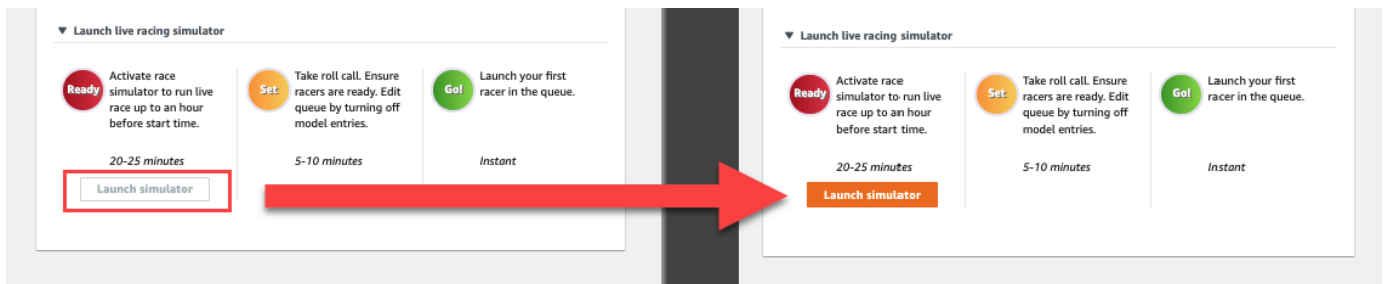 ▼ Launch live racing simulator
Ready
Activate race
simulator to run live
race up to an hour
before start time.
20-25 minutes
Launch simulator
Set
Take roll call. Ensure
racers are ready. Edit
queue by turning off
model entries.
5-10 minutes
Go!
Launch your first
racer in the queue.
Instant
▼ Launch live racing simulator
Ready
Activate race
simulator to run live
race up to an hour
before start time.
20-25 minutes
Launch simulator
Set
Take roll call. Ensure
racers are ready. Edit
queue by turning off
model entries.
5-10 minutes
Go!
Launch your first
racer in the queue.
Instant